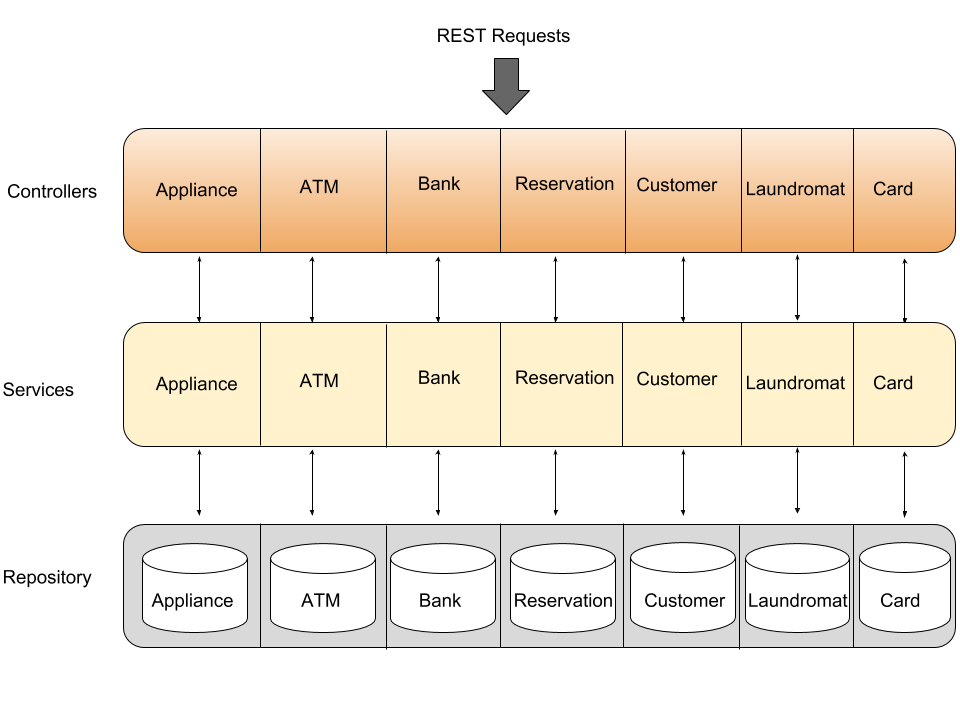 REST Requests
Controllers
Appliance
ATM
Bank
Reservation
Customer
Laundromat
Card
Services
Appliance
ATM
Bank
Reservation
Customer
Laundromat
Card
Repository
Appliance
ATM
Bank
Reservation
Customer
Laundromat
Card